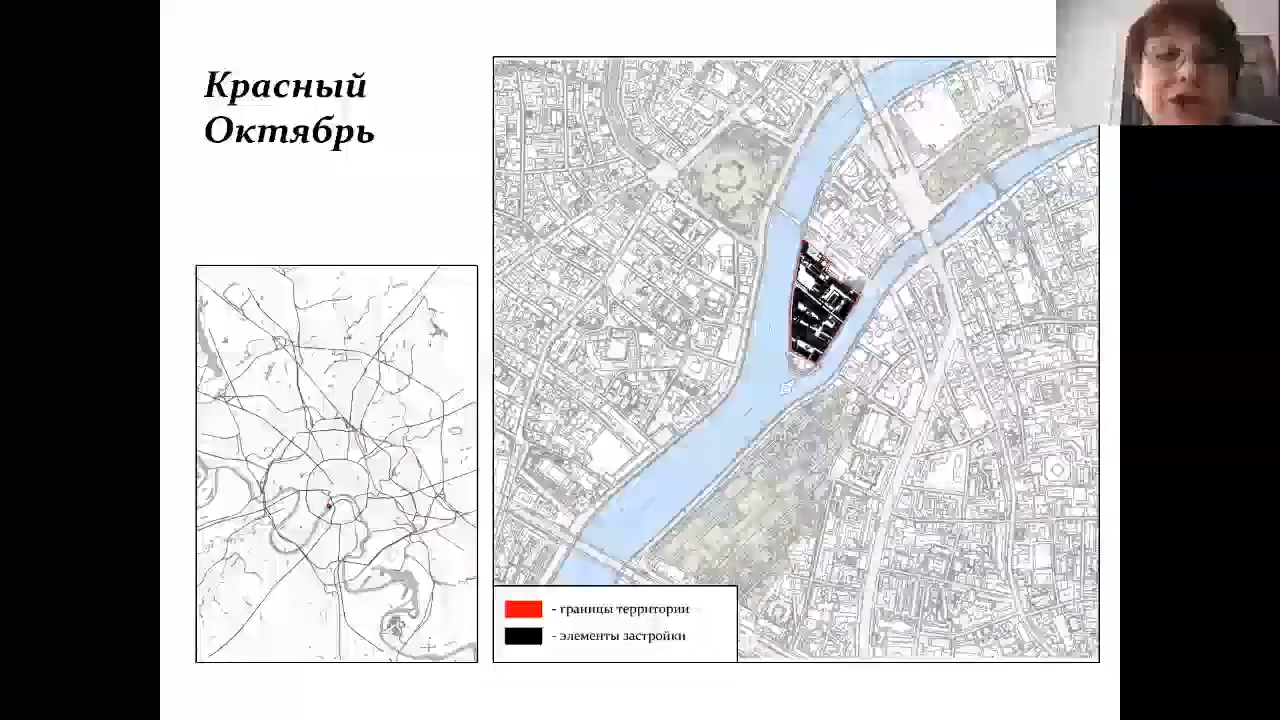 Красный
Октябрь
- границы территории
- элементы застройки